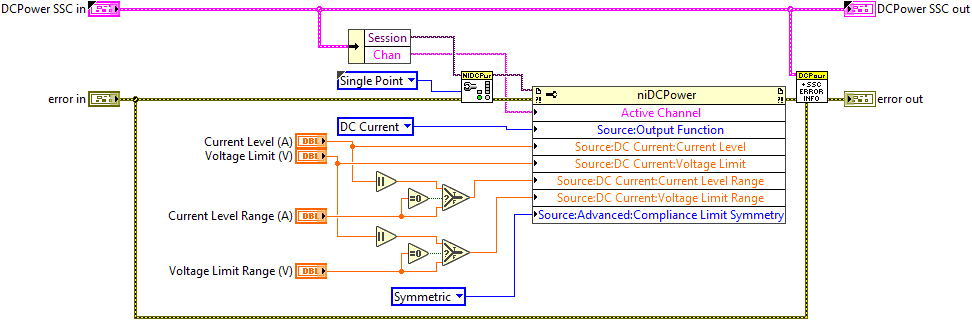 DCPower SSC in
DCPower SSC out
Session
Chan
Single Point
NIDCPwr
DCPower
+SSC
ERROR
INFO
error in
error out
niDCPower
Active Channel
DC Current
Source:Output Function
Current Level (A)
DBL
Source:DC Current:Current Level
Voltage Limit (V)
DBL
Source:DC Current:Voltage Limit
Source:DC Current:Current Level Range
=0
?
T
F
Source:DC Current:Voltage Limit Range
Current Level Range (A)
DBL
Source:Advanced:Compliance Limit Symmetry
=0
?
T
F
Voltage Limit Range (V)
DBL
Symmetric